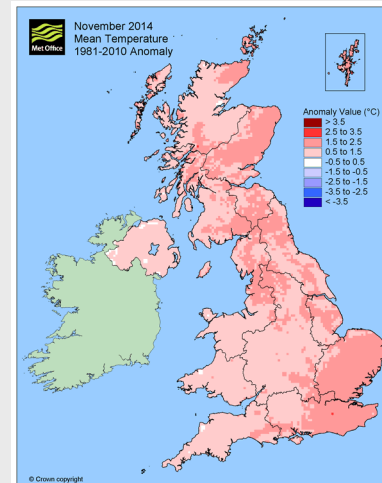 November 2014
Mean Temperature
1981-2010 Anomaly
Met Office
Anomaly Value (°C)
> 3.5
2.5 to 3.5
1.5 to 2.5
0.5 to 1.5
-0.5 to 0.5
-1.5 to -0.5
-2.5 to -1.5
-3.5 to -2.5
< -3.5
© Crown copyright